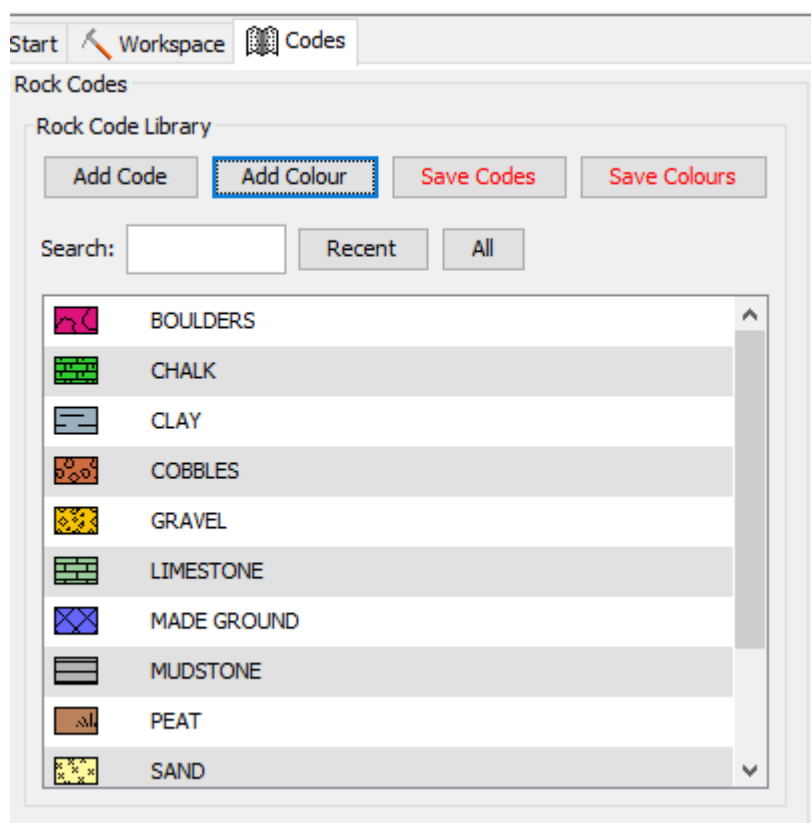 Start Workspace Codes
Rock Codes
Rock Code Library
Add Code Add Colour Save Codes Save Colours
Search: Recent All
BOULDERS
CHALK
CLAY
COBBLES
GRAVEL
LIMESTONE
MADE GROUND
MUDSTONE
PEAT
SAND